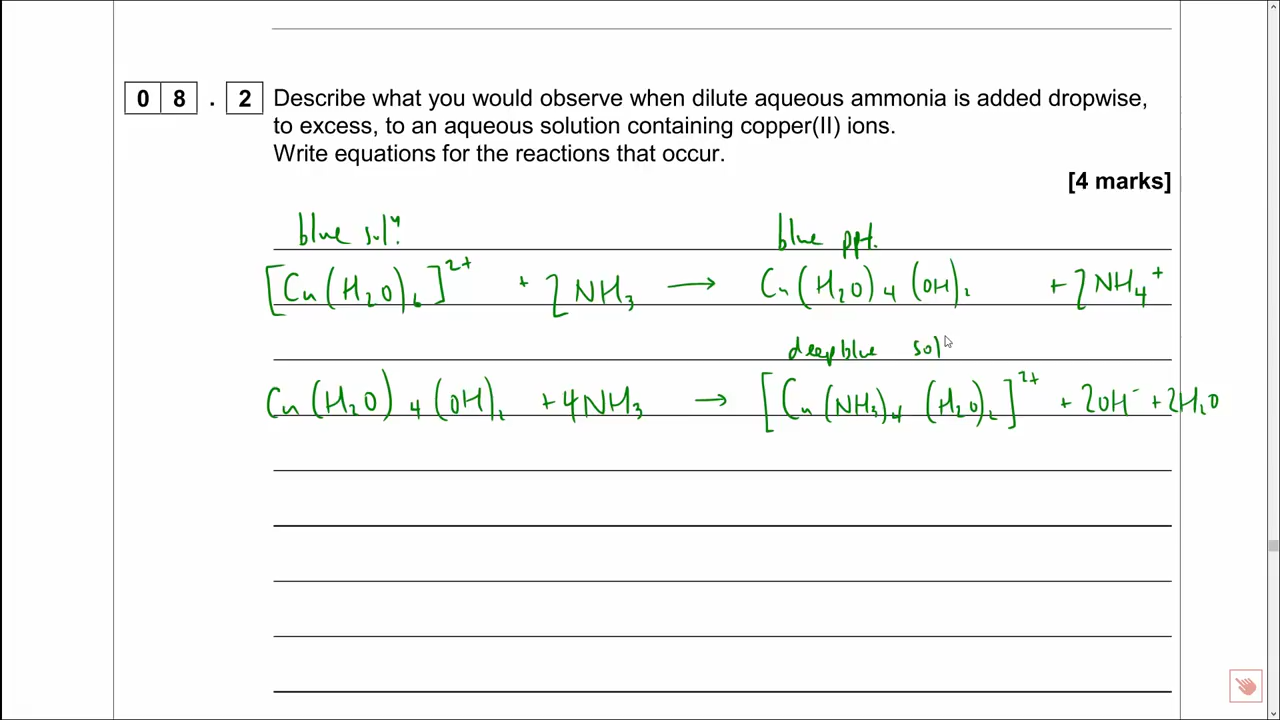 08.2 Describe what you would observe when dilute aqueous ammonia is added dropwise,
to excess, to an aqueous solution containing copper(II) ions.
Write equations for the reactions that occur.
[4 marks]
blue solⁿ. blue ppt.
[Cu(H₂O)₆]²⁺ + 2NH₃ → Cu(H₂O)₄(OH)₂ + 2NH₄⁺
deep blue sol
Cu(H₂O)₄(OH)₂ + 4NH₃ → [Cu(NH₃)₄(H₂O)₂]²⁺ + 2OH⁻ + 2H₂O